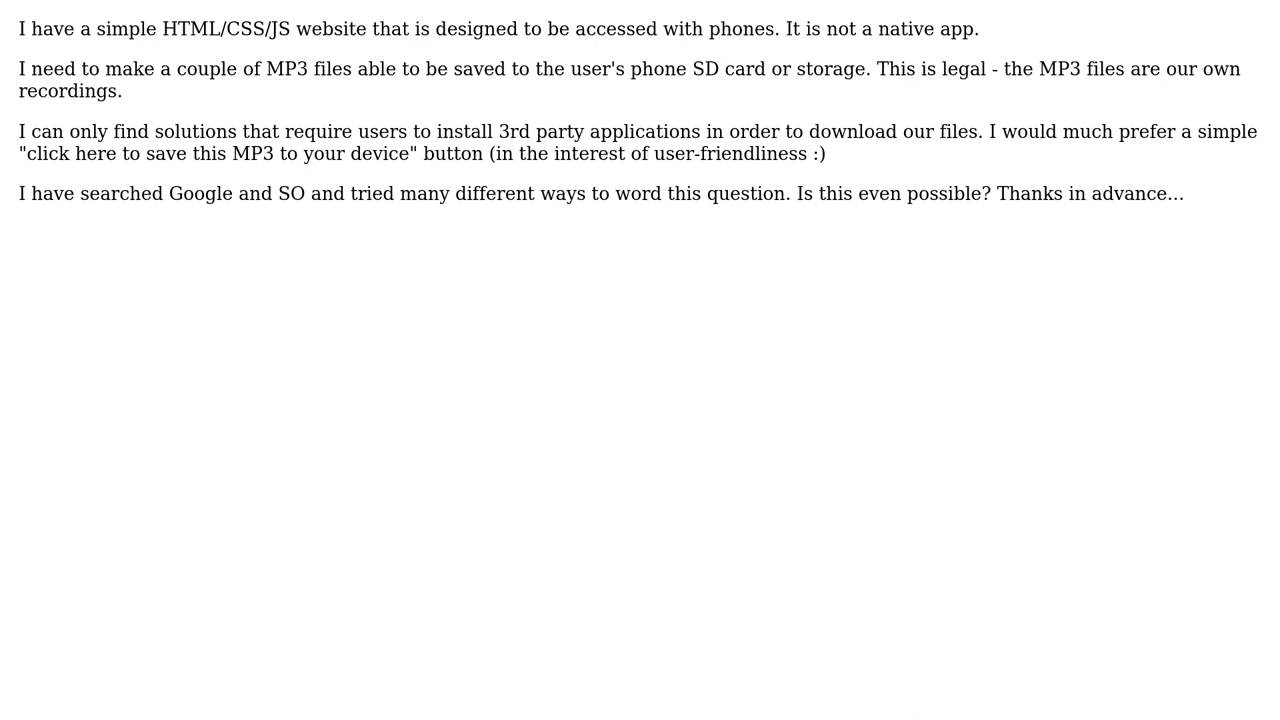 I have a simple HTML/CSS/JS website that is designed to be accessed with phones. It is not a native app.
I need to make a couple of MP3 files able to be saved to the user's phone SD card or storage. This is legal - the MP3 files are our own
recordings.
I can only find solutions that require users to install 3rd party applications in order to download our files. I would much prefer a simple
"click here to save this MP3 to your device" button (in the interest of user-friendliness :)
I have searched Google and SO and tried many different ways to word this question. Is this even possible? Thanks in advance...